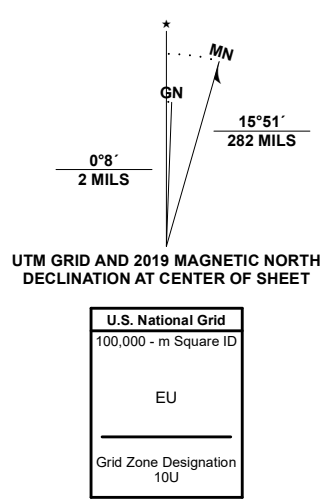 ★
MN
GN
15°51´
282 MILS
0°8´
2 MILS
UTM GRID AND 2019 MAGNETIC NORTH
DECLINATION AT CENTER OF SHEET
U.S. National Grid
100,000 - m Square ID
EU
Grid Zone Designation
10U